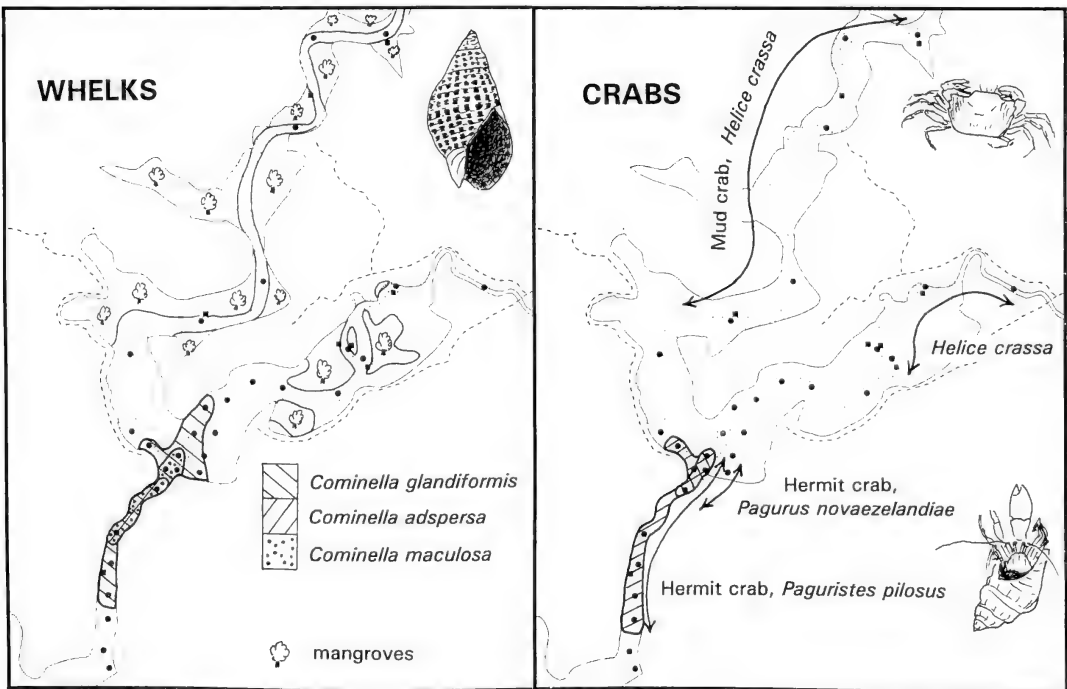 WHELKS
Cominella glandiformis
Cominella adspersa
Cominella maculosa
mangroves
CRABS
Mud crab, Helice crassa
Helice crassa
Hermit crab,
Pagurus novaezelandiae
Hermit crab, Paguristes pilosus